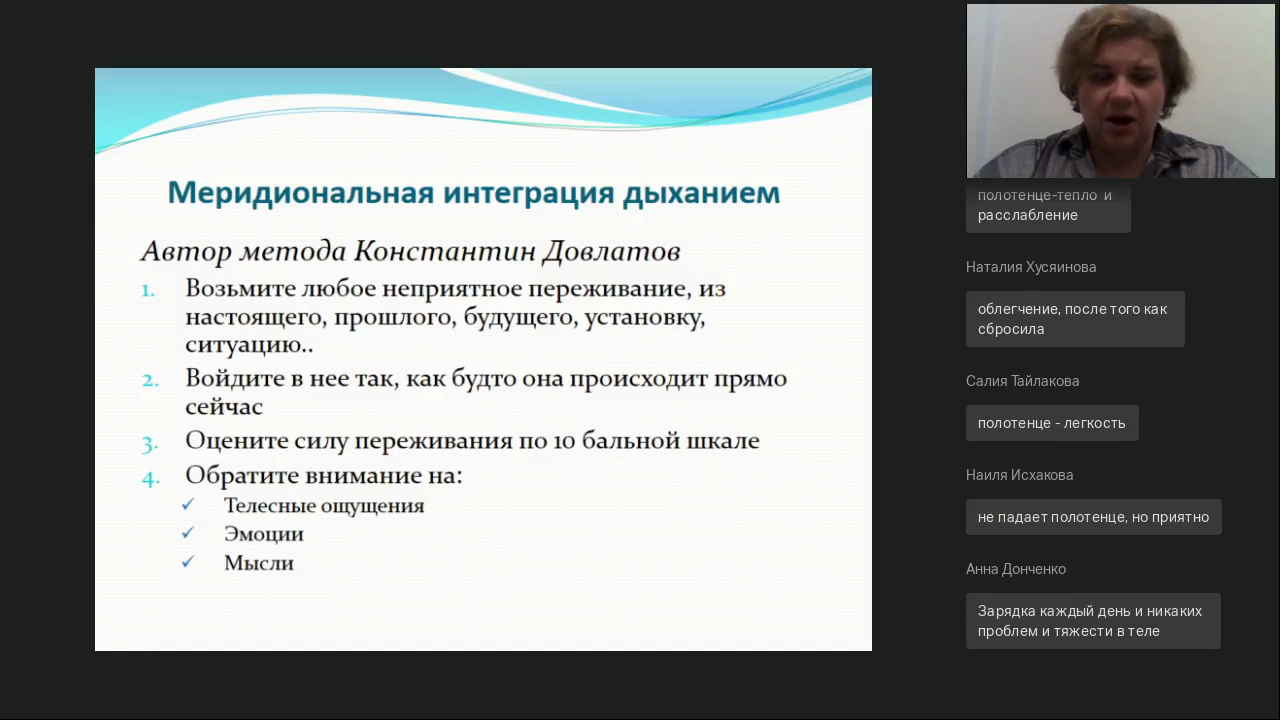 Меридиональная интеграция дыханием
Автор метода Константин Довлатов
1. Возьмите любое неприятное переживание, из
настоящего, прошлого, будущего, установку,
ситуацию..
2. Войдите в нее так, как будто она происходит прямо
сейчас
3. Оцените силу переживания по 10 бальной шкале
4. Обратите внимание на:
✓ Телесные ощущения
✓ Эмоции
✓ Мысли
полотенце-тепло и
расслабление
Наталия Хусяинова
облегчение, после того как
сбросила
Салия Тайлакова
полотенце - легкость
Наиля Исхакова
не падает полотенце, но приятно
Анна Донченко
Зарядка каждый день и никаких
проблем и тяжести в теле